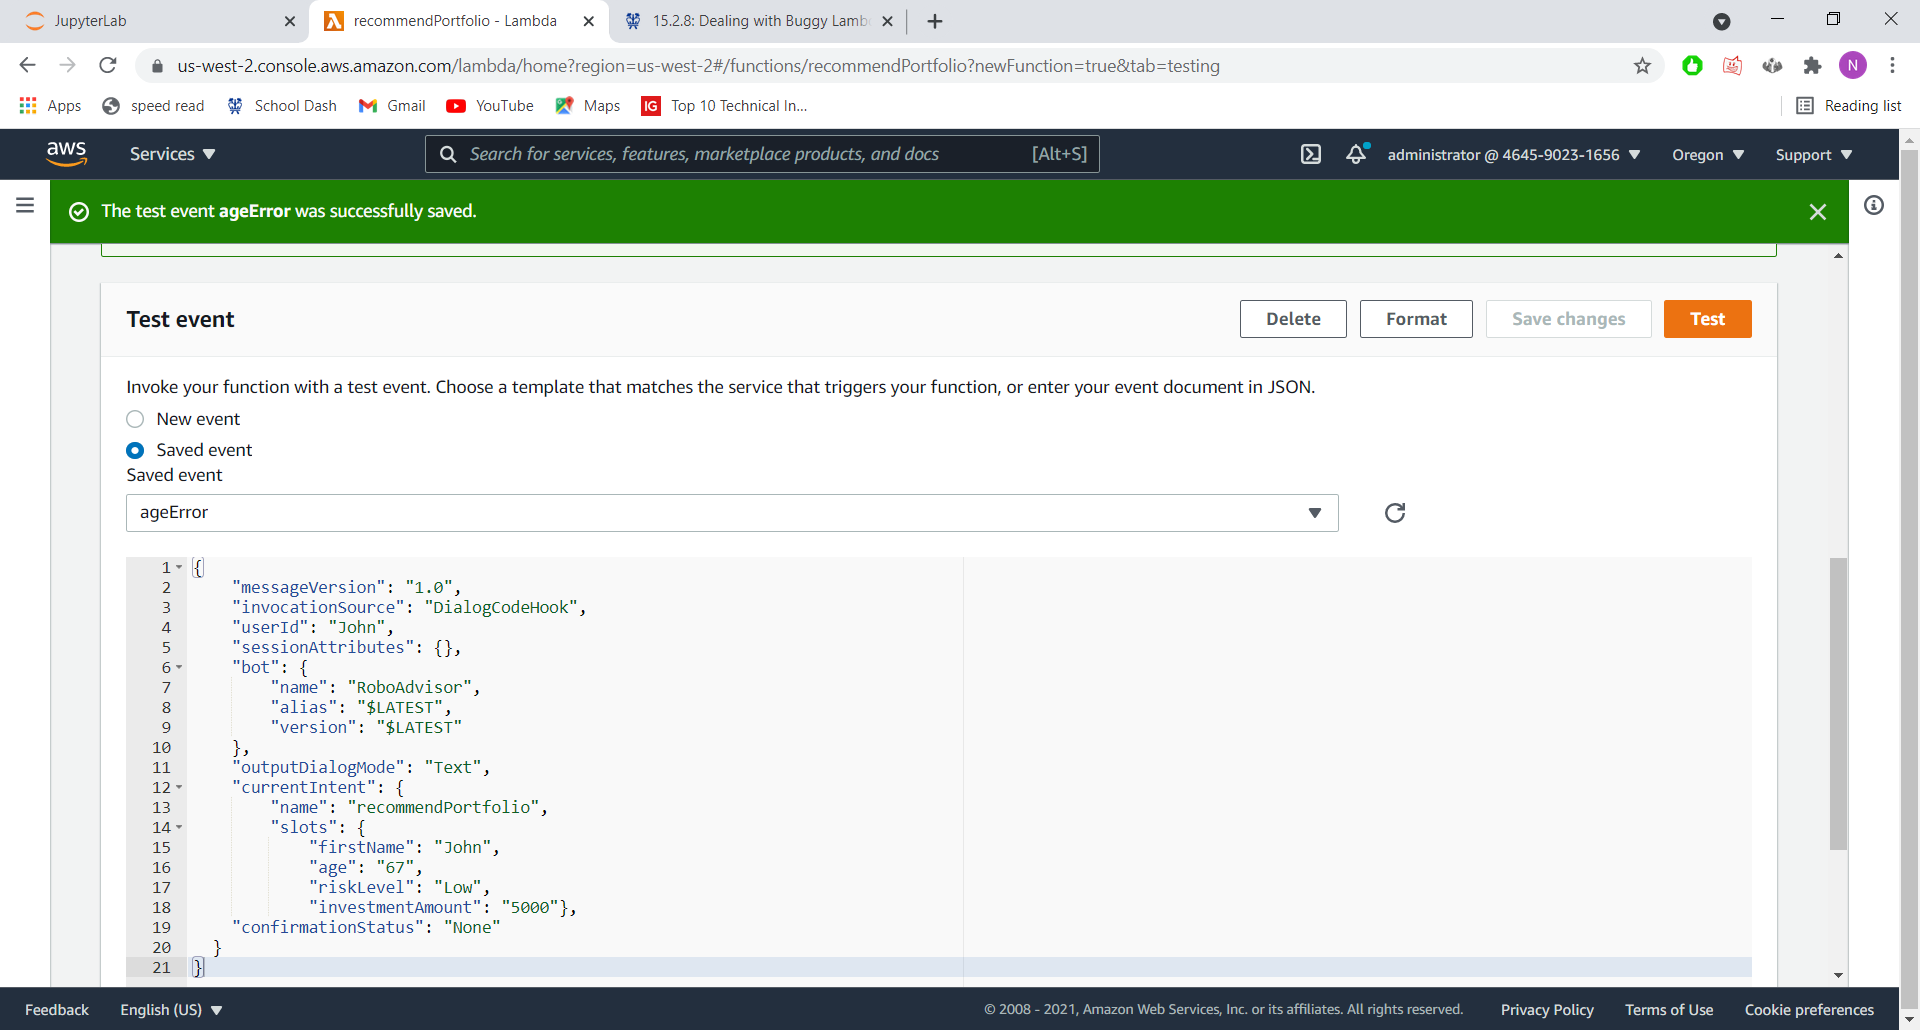 JupyterLab
recommendPortfolio - Lambda
15.2.8: Dealing with Buggy Lamb
us-west-2.console.aws.amazon.com/lambda/home?region=us-west-2#/functions/recommendPortfolio?newFunction=true&tab=testing
N
Apps speed read School Dash Gmail YouTube Maps IG Top 10 Technical In... Reading list
aws Services Search for services, features, marketplace products, and docs [Alt+S] administrator @ 4645-9023-1656 Oregon Support
The test event ageError was successfully saved.
Test event Delete Format Save changes Test
Invoke your function with a test event. Choose a template that matches the service that triggers your function, or enter your event document in JSON.
New event
Saved event
Saved event
ageError
1 {
2 "messageVersion": "1.0",
3 "invocationSource": "DialogCodeHook",
4 "userId": "John",
5 "sessionAttributes": {},
6 "bot": {
7 "name": "RoboAdvisor",
8 "alias": "$LATEST",
9 "version": "$LATEST"
10 },
11 "outputDialogMode": "Text",
12 "currentIntent": {
13 "name": "recommendPortfolio",
14 "slots": {
15 "firstName": "John",
16 "age": "67",
17 "riskLevel": "Low",
18 "investmentAmount": "5000"},
19 "confirmationStatus": "None"
20 }
21 }
Feedback English (US) © 2008 - 2021, Amazon Web Services, Inc. or its affiliates. All rights reserved. Privacy Policy Terms of Use Cookie preferences